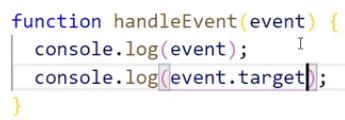 function handleEvent(event) {
  console.log(event);
  console.log(event.target);
}